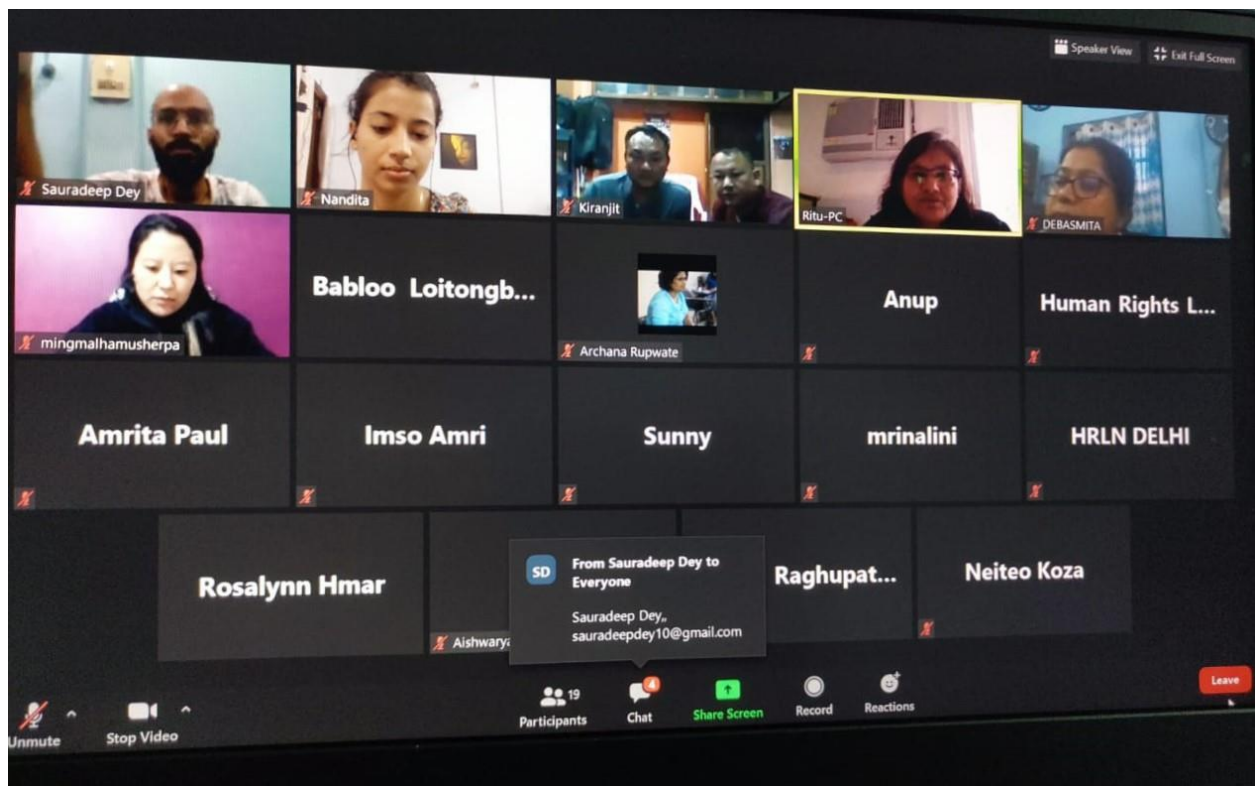 Speaker View
Exit Full Screen
Sauradeep Dey
Nandita
Kiranjit
Ritu-PC
DEBASMITA
mingmalhamusherpa
Babloo Loitongb...
Archana Rupwate
Anup
Human Rights L...
Amrita Paul
Imso Amri
Sunny
mrinalini
HRLN DELHI
Rosalynn Hmar
Aishwarya
SD
From Sauradeep Dey to
Everyone
Sauradeep Dey,,
sauradeepdey10@gmail.com
Raghupat...
Neiteo Koza
Unmute
Stop Video
19
Participants
4
Chat
Share Screen
Record
Reactions
Leave